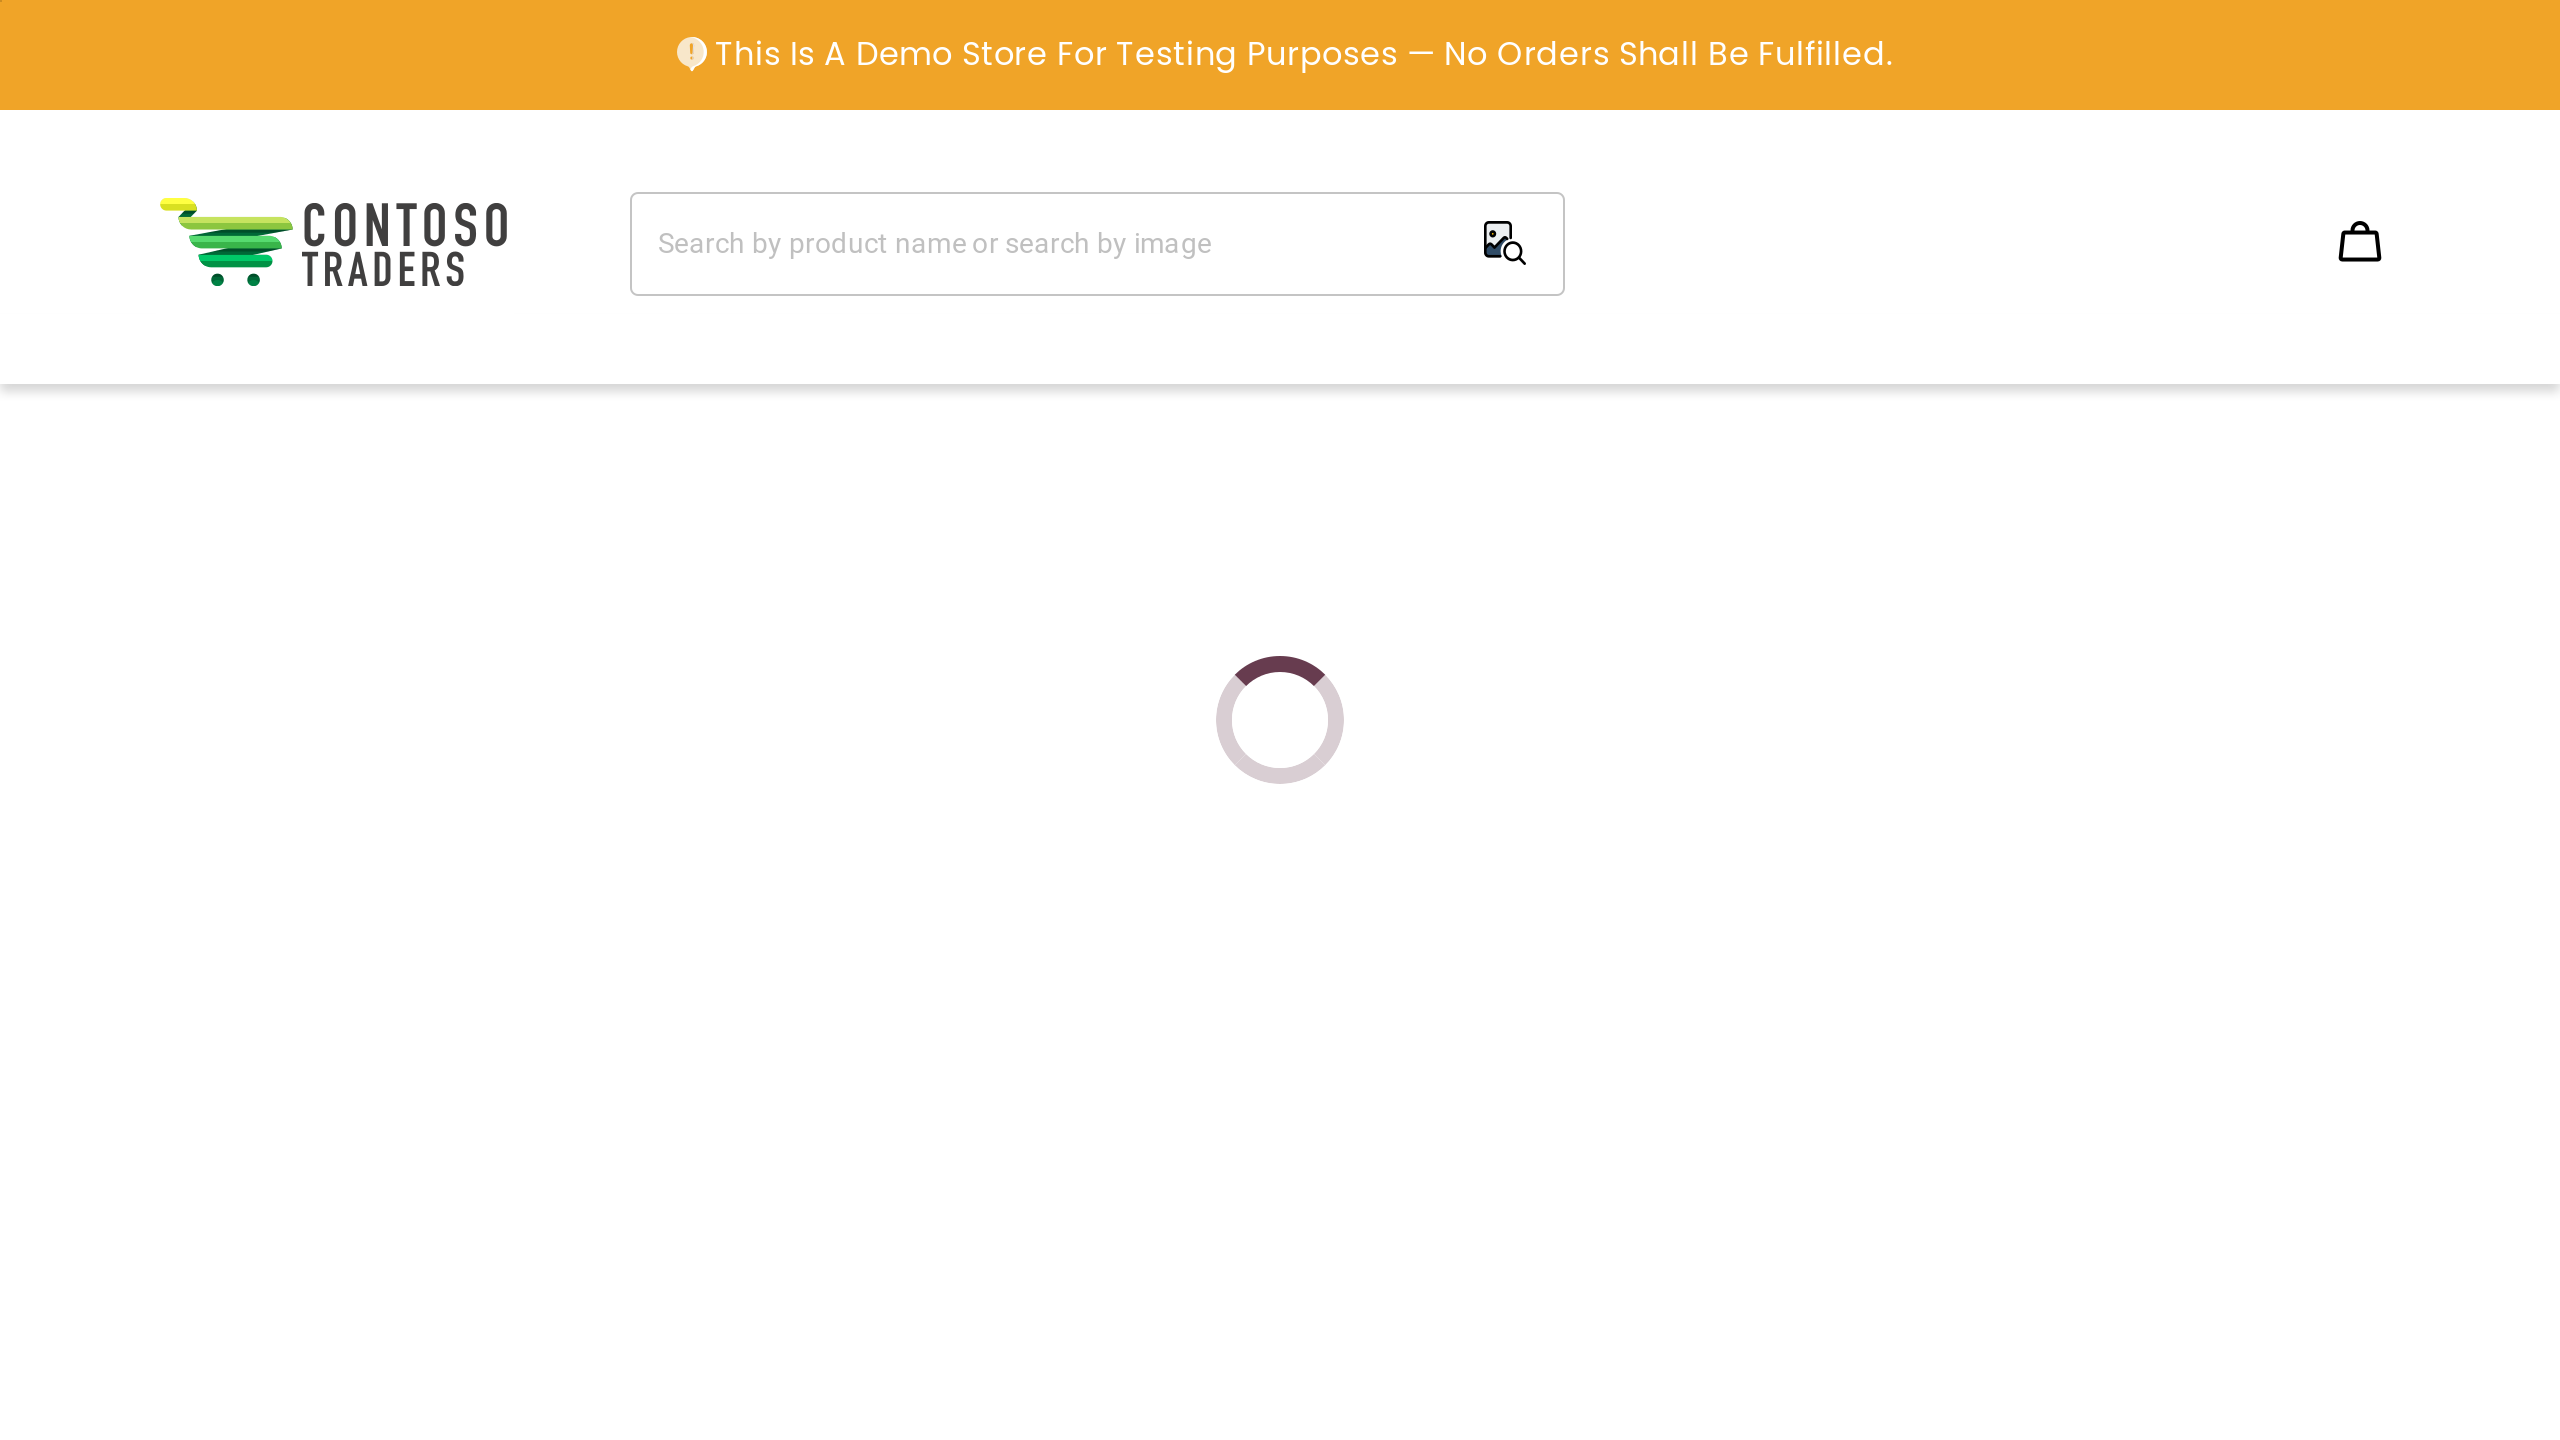 This Is A Demo Store For Testing Purposes — No Orders Shall Be Fulfilled.
CONTOSO
TRADERS
Search by product name or search by image